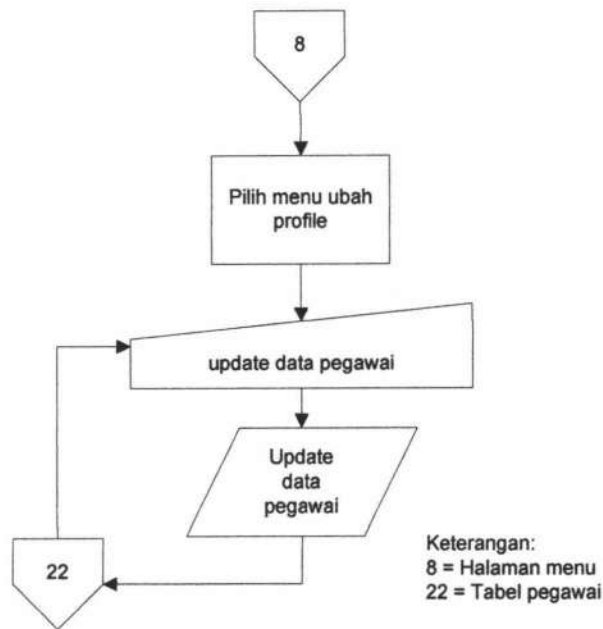 8
Pilih menu ubah
profile
update data pegawai
Update
data
pegawai
22
Keterangan:
8 = Halaman menu
22 = Tabel pegawai